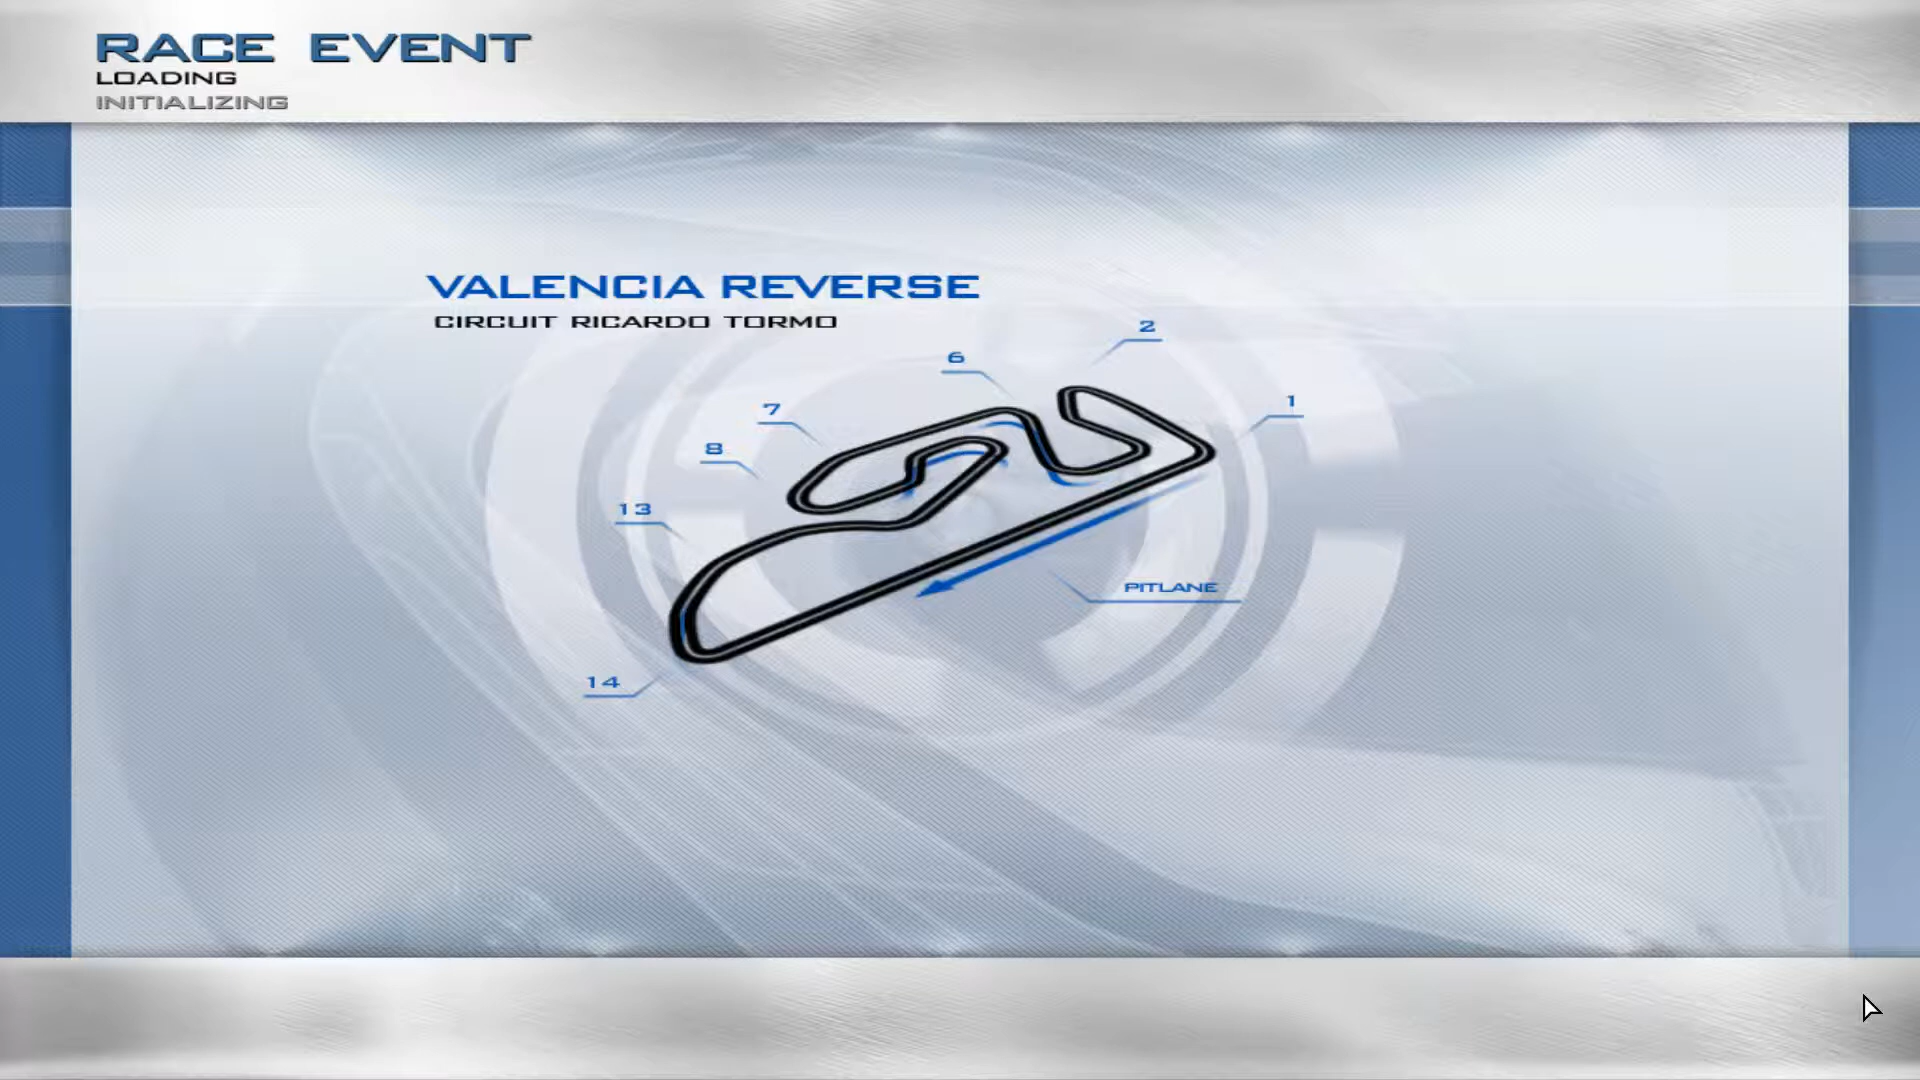 RACE EVENT
LOADING
INITIALIZING
VALENCIA REVERSE
CIRCUIT RICARDO TORMO
2
6
1
7
8
13
PITLANE
14